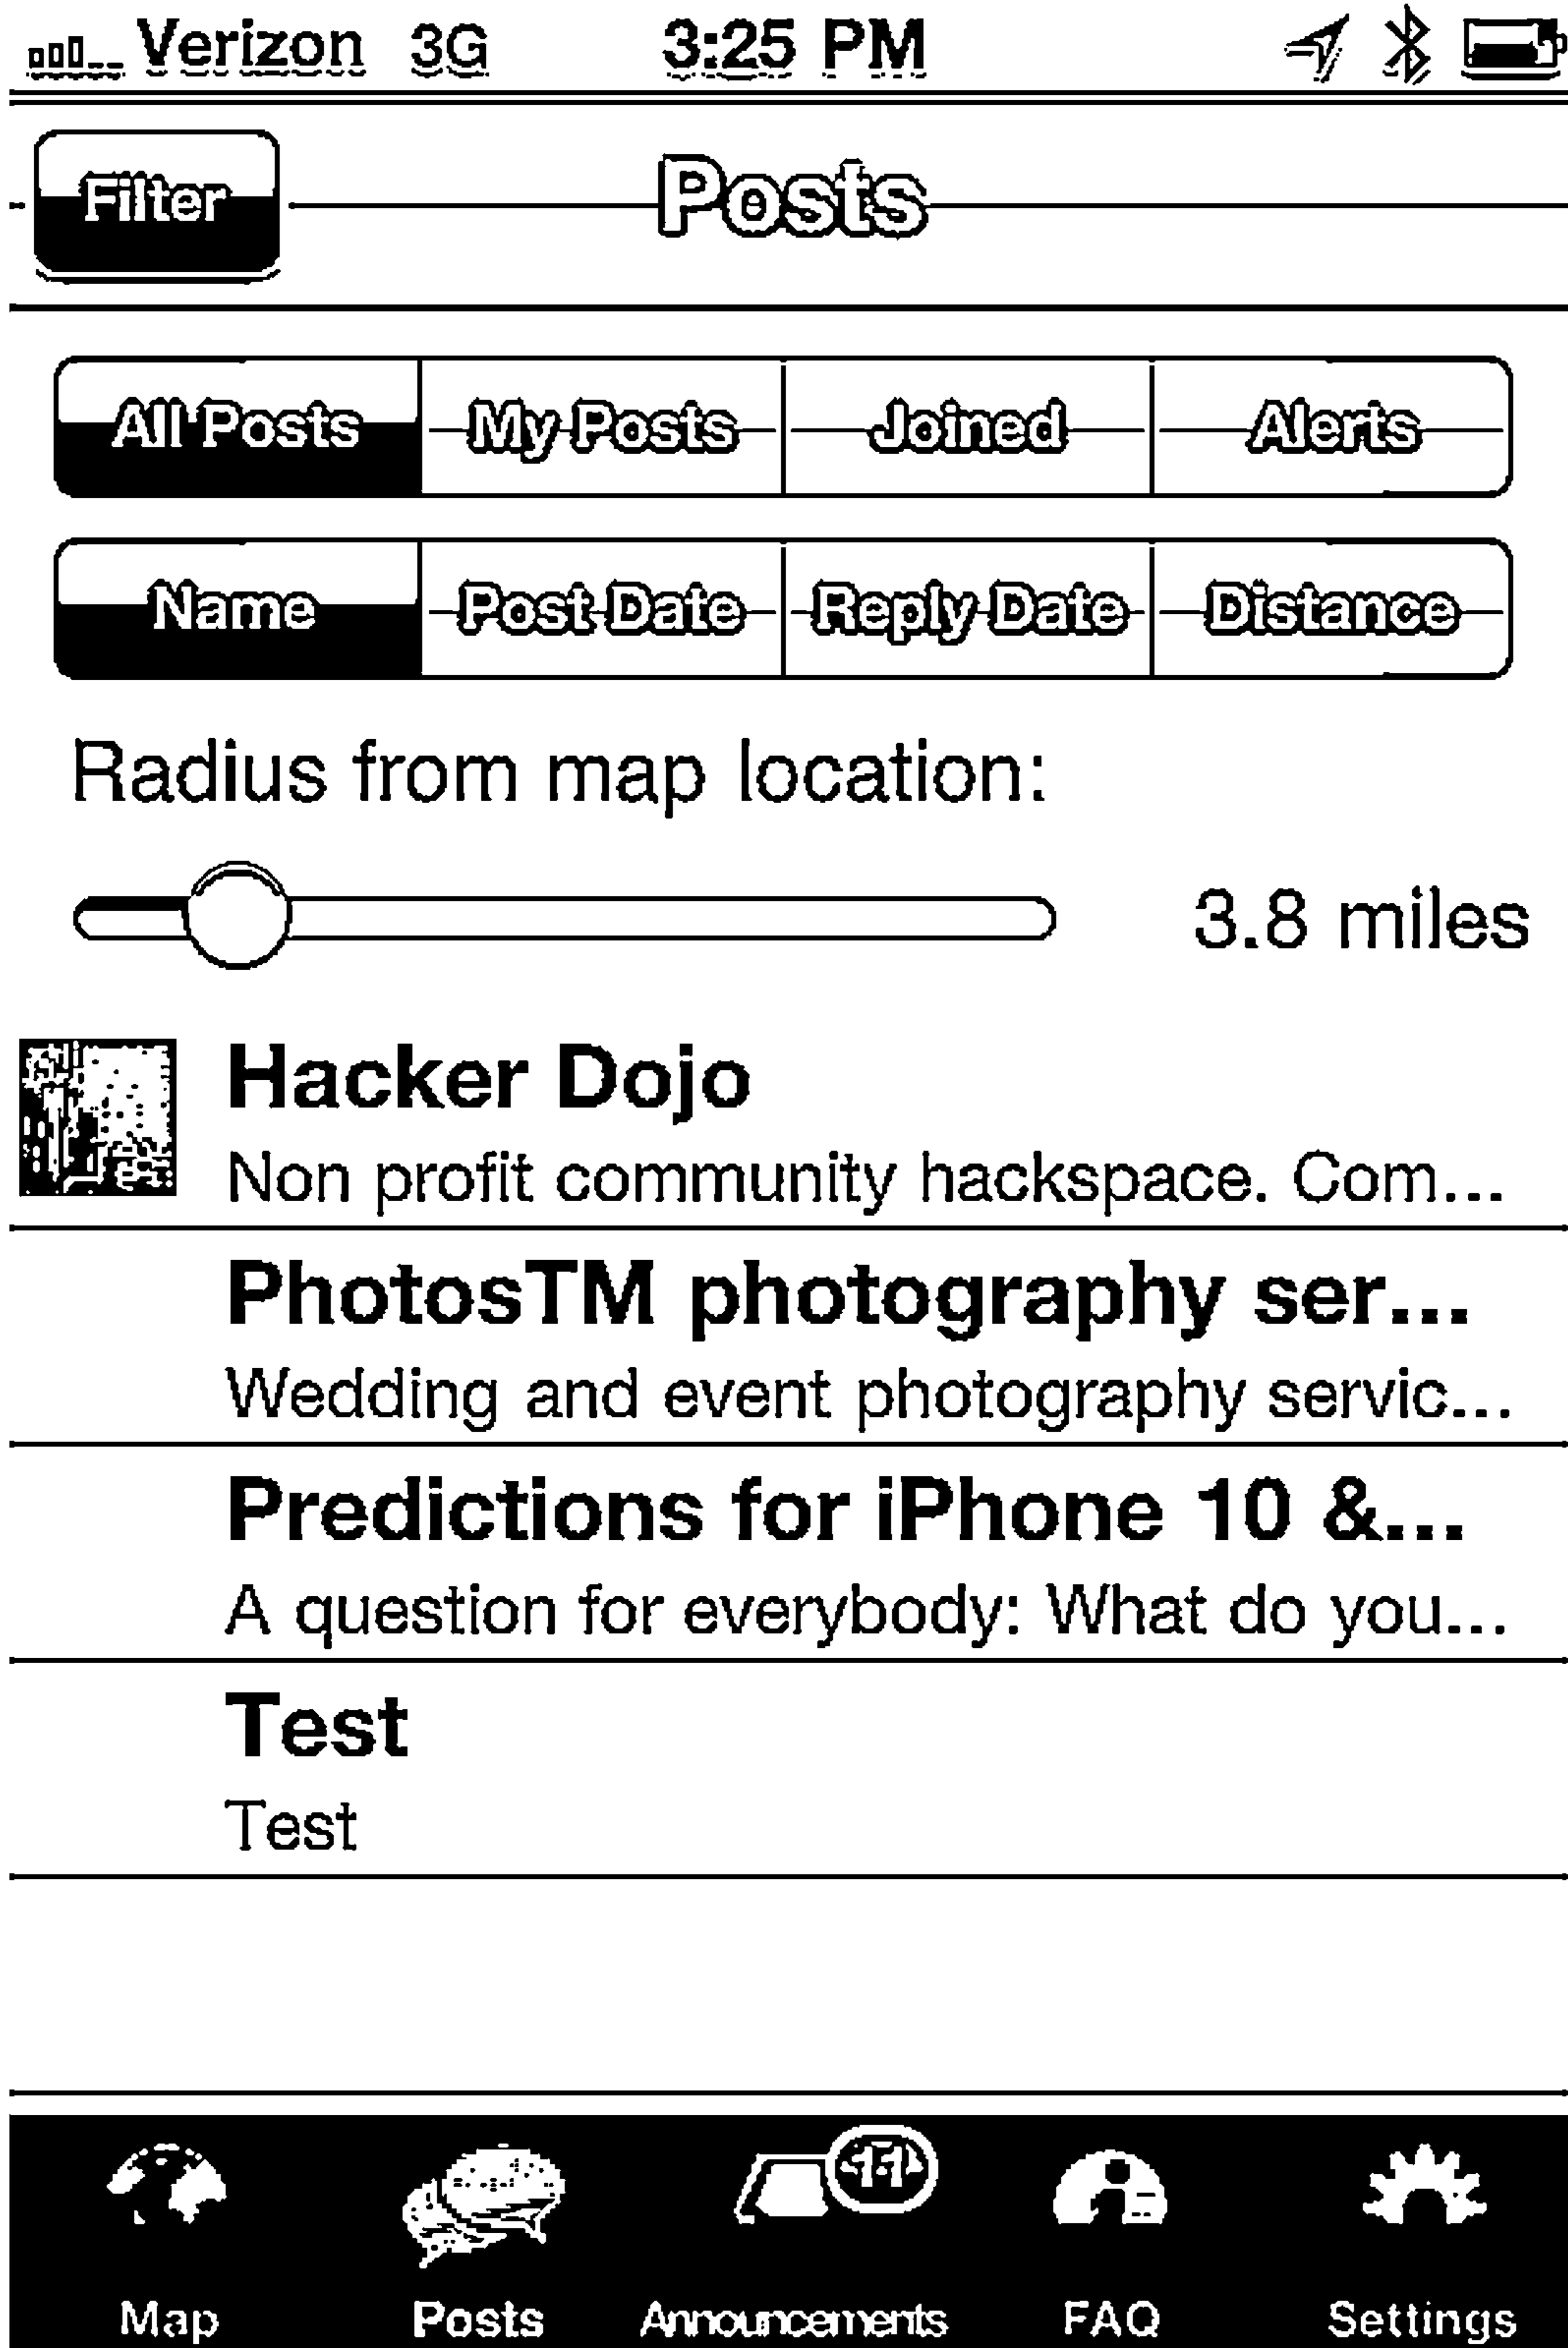 Verizon 3G 3:25 PM
Filter Posts
All Posts My Posts Joined Alerts
Name Post Date Reply Date Distance
Radius from map location:
3.8 miles
Hacker Dojo
Non profit community hackspace. Com...
PhotosTM photography ser...
Wedding and event photography servic...
Predictions for iPhone 10 &...
A question for everybody: What do you...
Test
Test
11
Map Posts Announcements FAQ Settings